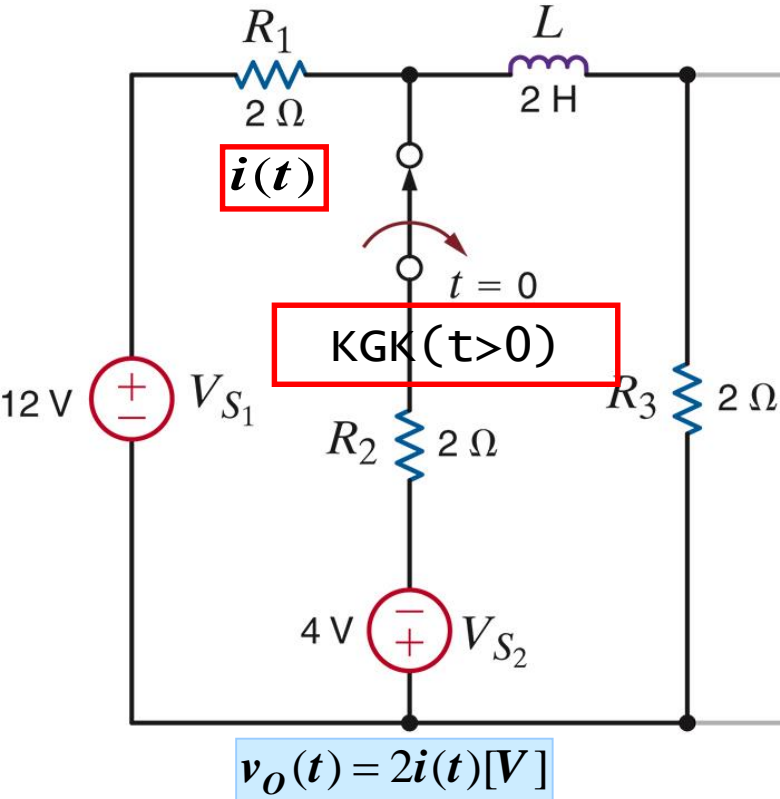 R1
L
2 Ω
2 H
i(t)
t = 0
KGK(t>0)
12 V
+
−
VS1
R3
2 Ω
R2
2 Ω
4 V
−
+
VS2
vO(t) = 2i(t)[V]